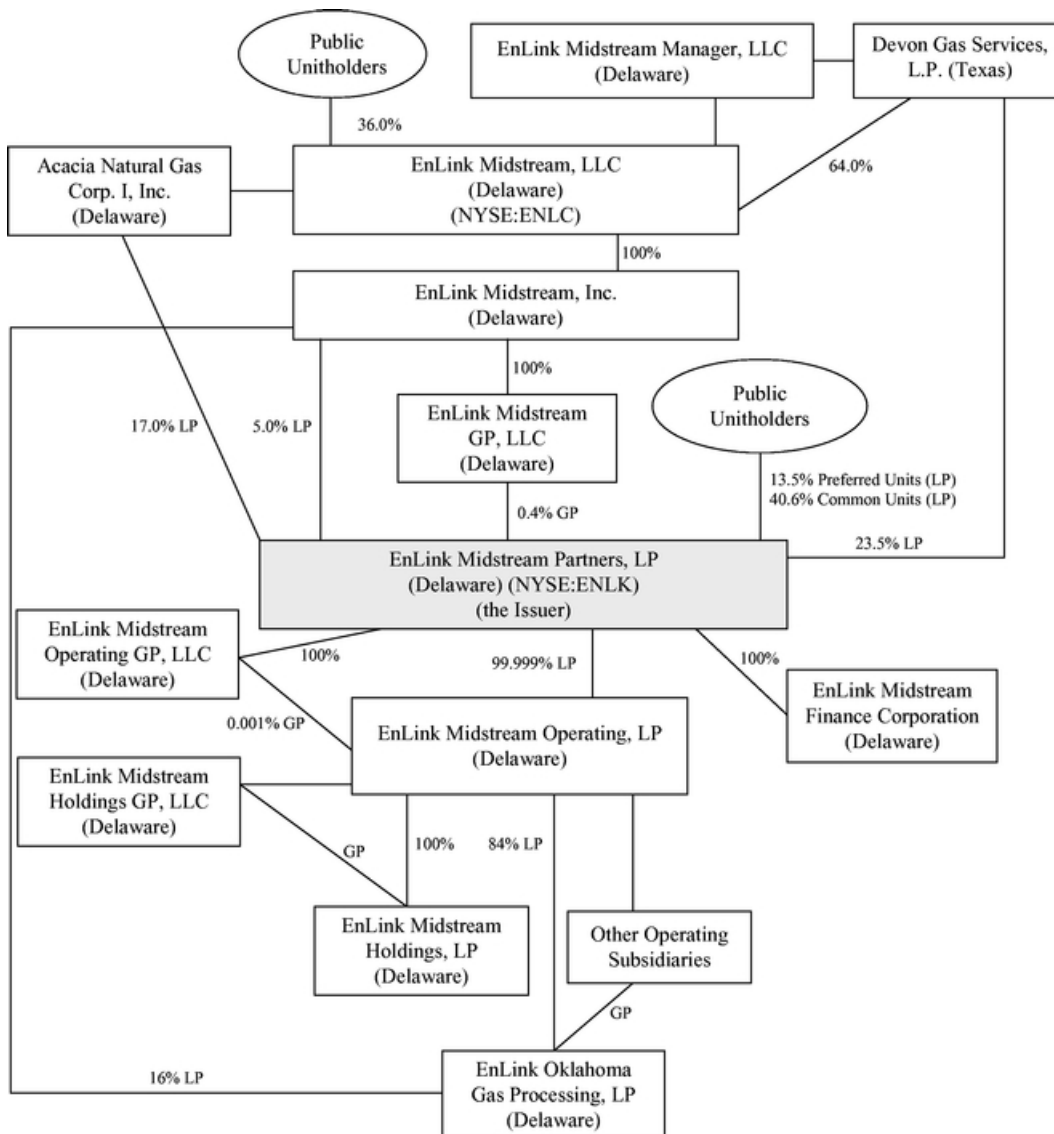 Public
Unitholders
EnLink Midstream Manager, LLC
(Delaware)
Devon Gas Services,
L.P. (Texas)
36.0%
Acacia Natural Gas
Corp. I, Inc.
(Delaware)
EnLink Midstream, LLC
(Delaware)
(NYSE:ENLC)
64.0%
100%
EnLink Midstream, Inc.
(Delaware)
100%
17.0% LP
5.0% LP
EnLink Midstream
GP, LLC
(Delaware)
Public
Unitholders
13.5% Preferred Units (LP)
40.6% Common Units (LP)
0.4% GP
23.5% LP
EnLink Midstream Partners, LP
(Delaware) (NYSE:ENLK)
(the Issuer)
EnLink Midstream
Operating GP, LLC
(Delaware)
100%
99.999% LP
100%
EnLink Midstream
Finance Corporation
(Delaware)
0.001% GP
EnLink Midstream Operating, LP
(Delaware)
EnLink Midstream
Holdings GP, LLC
(Delaware)
GP
100%
84% LP
EnLink Midstream
Holdings, LP
(Delaware)
Other Operating
Subsidiaries
GP
16% LP
EnLink Oklahoma
Gas Processing, LP
(Delaware)